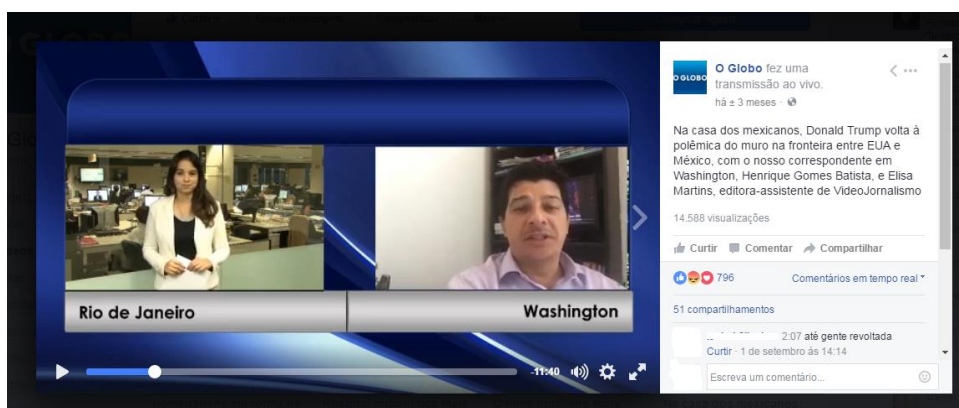 O GLOBO
O Globo fez uma
transmissão ao vivo.
há ± 3 meses ·
Na casa dos mexicanos, Donald Trump volta à
polêmica do muro na fronteira entre EUA e
México, com o nosso correspondente em
Washington, Henrique Gomes Batista, e Elisa
Martins, editora-assistente de VideoJornalismo
14.588 visualizações
Curtir Comentar Compartilhar
796 Comentários em tempo real
51 compartilhamentos
2:07 até gente revoltada
Curtir · 1 de setembro às 14:14
Escreva um comentário...
Rio de Janeiro
Washington
-11:40